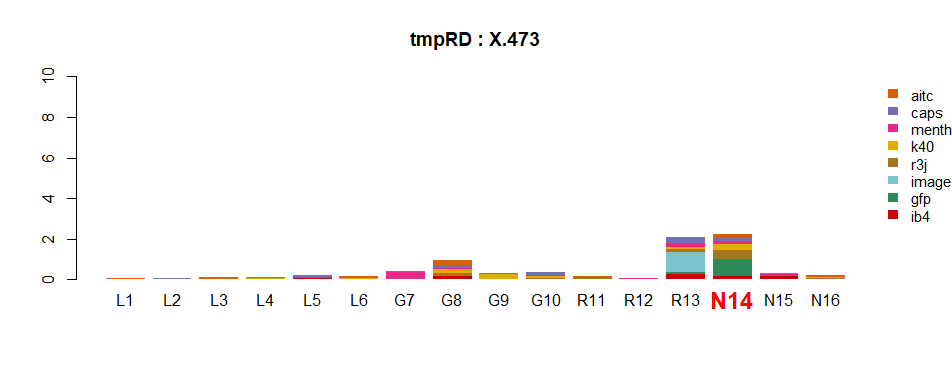 tmpRD : X.473
10
8
6
4
2
0
L1 L2 L3 L4 L5 L6 G7 G8 G9 G10 R11 R12 R13 N14 N15 N16
aitc
caps
menth
k40
r3j
image
gfp
ib4